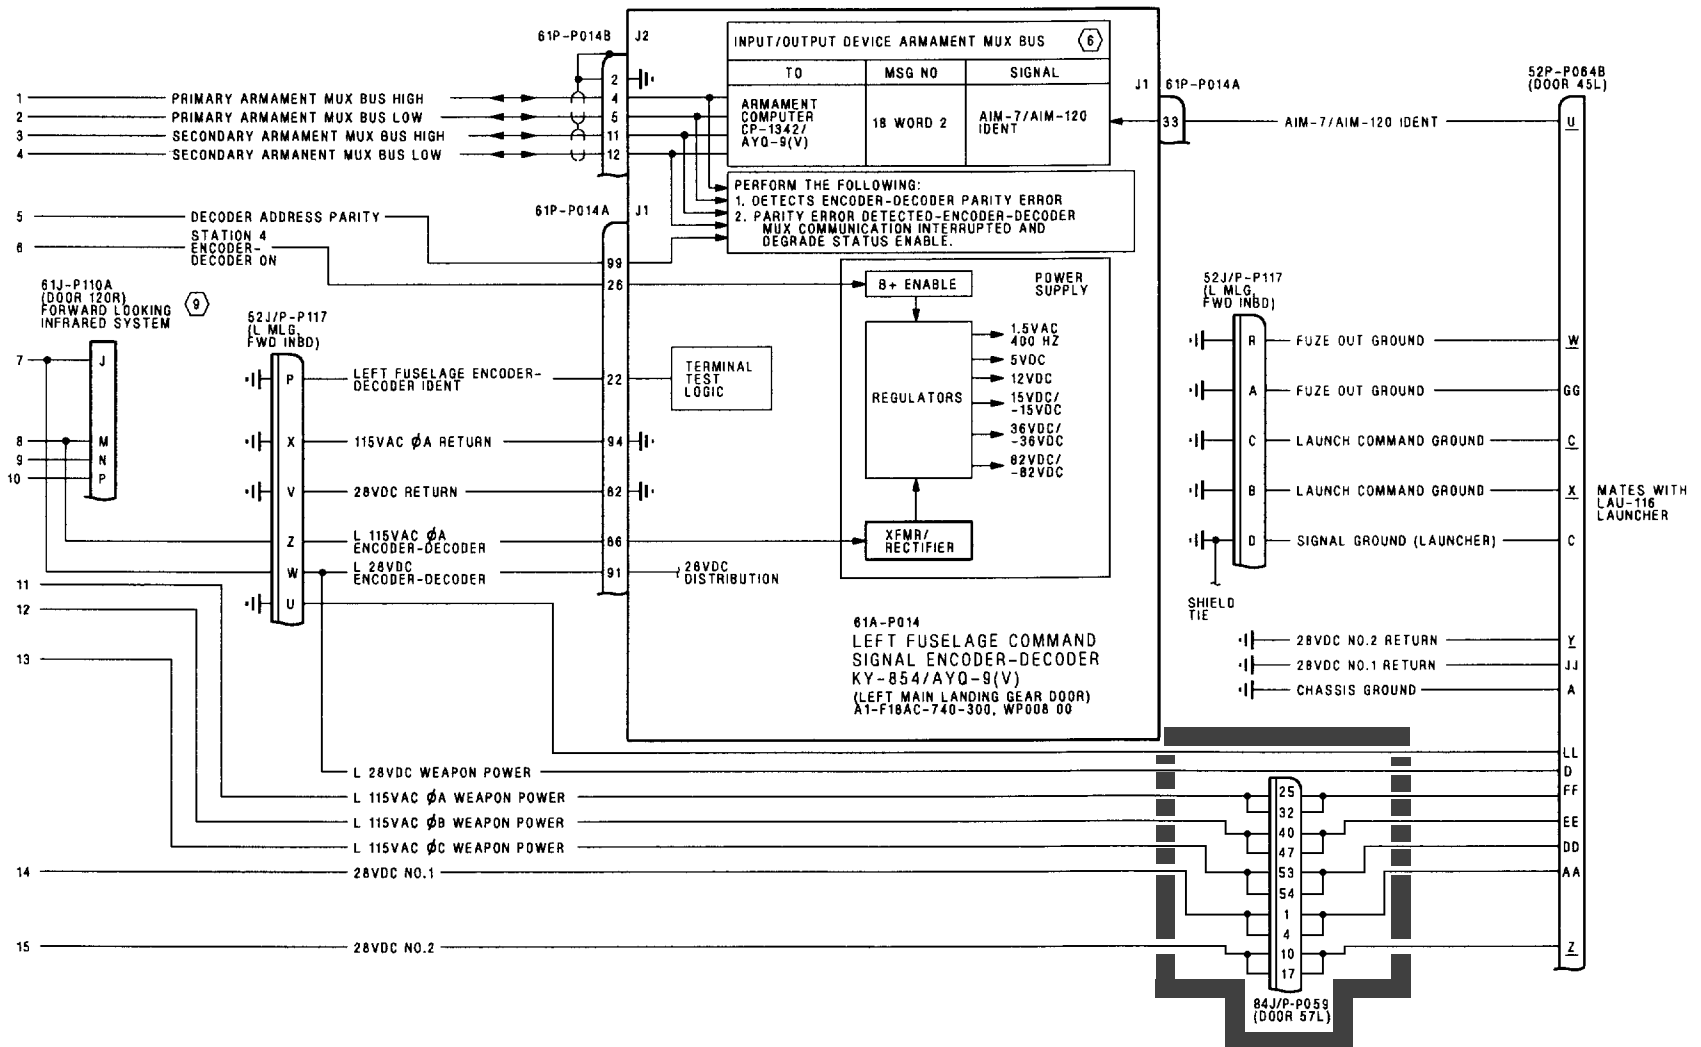 61P-P014B
J2
2
4
5
11
12
1
PRIMARY ARMAMENT MUX BUS HIGH
2
PRIMARY ARMAMENT MUX BUS LOW
3
SECONDARY ARMAMENT MUX BUS HIGH
4
SECONDARY ARMANENT MUX BUS LOW
INPUT/OUTPUT DEVICE ARMAMENT MUX BUS
6
TO
MSG NO
SIGNAL
ARMAMENT
COMPUTER
CP-1342/
AYQ-9(V)
18 WORD 2
AIM-7/AIM-120
IDENT
J1
61P-P014A
33
AIM-7/AIM-120 IDENT
52P-P064B
(DOOR 45L)
U
PERFORM THE FOLLOWING:
1. DETECTS ENCODER-DECODER PARITY ERROR
2. PARITY ERROR DETECTED-ENCODER-DECODER
MUX COMMUNICATION INTERRUPTED AND
DEGRADE STATUS ENABLE.
61P-P014A
J1
5
DECODER ADDRESS PARITY
6
STATION 4
ENCODER-
DECODER ON
99
26
61J-P110A
(DOOR 120R)
FORWARD LOOKING
INFRARED SYSTEM
9
7
J
8
M
9
N
10
P
52J/P-P117
(L MLG,
FWD INBD)
P
LEFT FUSELAGE ENCODER-
DECODER IDENT
22
TERMINAL
TEST
LOGIC
X
115VAC ØA RETURN
94
V
28VDC RETURN
82
Z
L 115VAC ØA
ENCODER-DECODER
86
W
L 28VDC
ENCODER-DECODER
91
28VDC
DISTRIBUTION
U
B+ ENABLE
POWER
SUPPLY
REGULATORS
1.5VAC
400 HZ
5VDC
12VDC
15VDC/
-15VDC
36VDC/
-36VDC
82VDC/
-82VDC
XFMR/
RECTIFIER
61A-P014
LEFT FUSELAGE COMMAND
SIGNAL ENCODER-DECODER
KY-854/AYQ-9(V)
(LEFT MAIN LANDING GEAR DOOR)
A1-F18AC-740-300, WP008 00
52J/P-P117
(L MLG,
FWD INBD)
R
FUZE OUT GROUND
W
A
FUZE OUT GROUND
GG
C
LAUNCH COMMAND GROUND
C
B
LAUNCH COMMAND GROUND
X
D
SIGNAL GROUND (LAUNCHER)
C
MATES WITH
LAU-116
LAUNCHER
SHIELD
TIE
28VDC NO.2 RETURN
Y
28VDC NO.1 RETURN
JJ
CHASSIS GROUND
A
LL
L 28VDC WEAPON POWER
D
11
L 115VAC ØA WEAPON POWER
25
32
FF
12
L 115VAC ØB WEAPON POWER
40
47
EE
13
L 115VAC ØC WEAPON POWER
53
54
DD
14
28VDC NO.1
1
4
AA
15
28VDC NO.2
10
17
Z
84J/P-P059
(DOOR 57L)